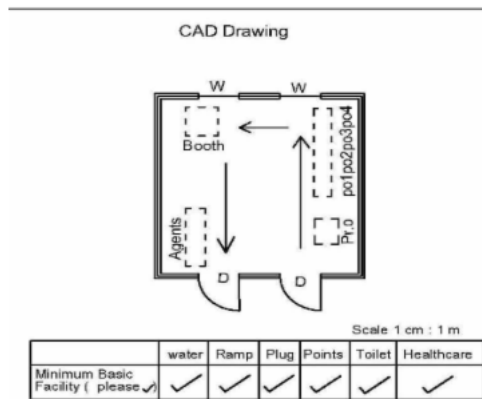 CAD Drawing
W W
Booth
po1po2po3po4
Agents
Pr.o
D D
Scale 1 cm : 1 m
water Ramp Plug Points Toilet Healthcare
Minimum Basic
Facility ( please ✓) ✓ ✓ ✓ ✓ ✓ ✓